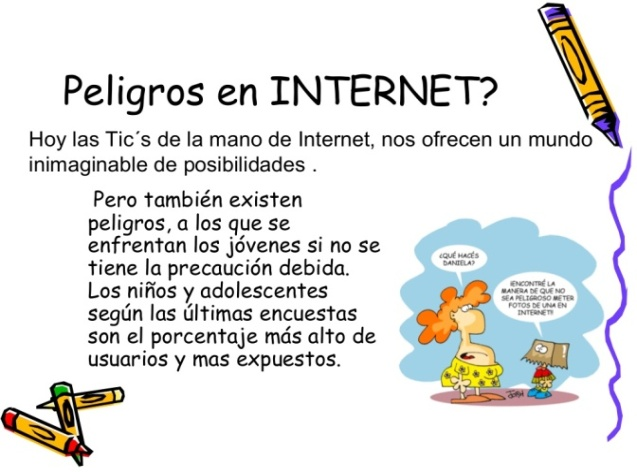 Peligros en INTERNET?
Hoy las Tic´s de la mano de Internet, nos ofrecen un mundo
inimaginable de posibilidades .
Pero también existen
peligros, a los que se
enfrentan los jóvenes si no se
tiene la precaución debida.
Los niños y adolescentes
según las últimas encuestas
son el porcentaje más alto de
usuarios y mas expuestos.
¿QUÉ HACÉS
DANIELA?
¡ENCONTRÉ LA
MANERA DE QUE NO
SEA PELIGROSO METER
FOTOS DE UNA EN
INTERNET!!